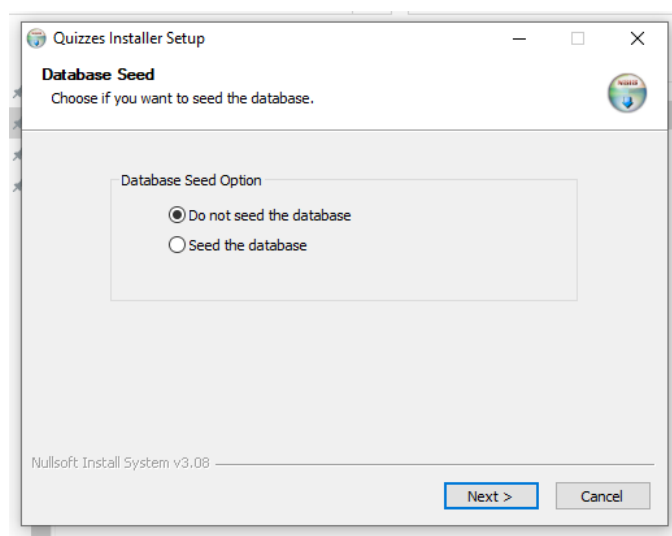 Quizzes Installer Setup
Database Seed
Choose if you want to seed the database.
Database Seed Option
Do not seed the database
Seed the database
Nullsoft Install System v3.08
Next >
Cancel